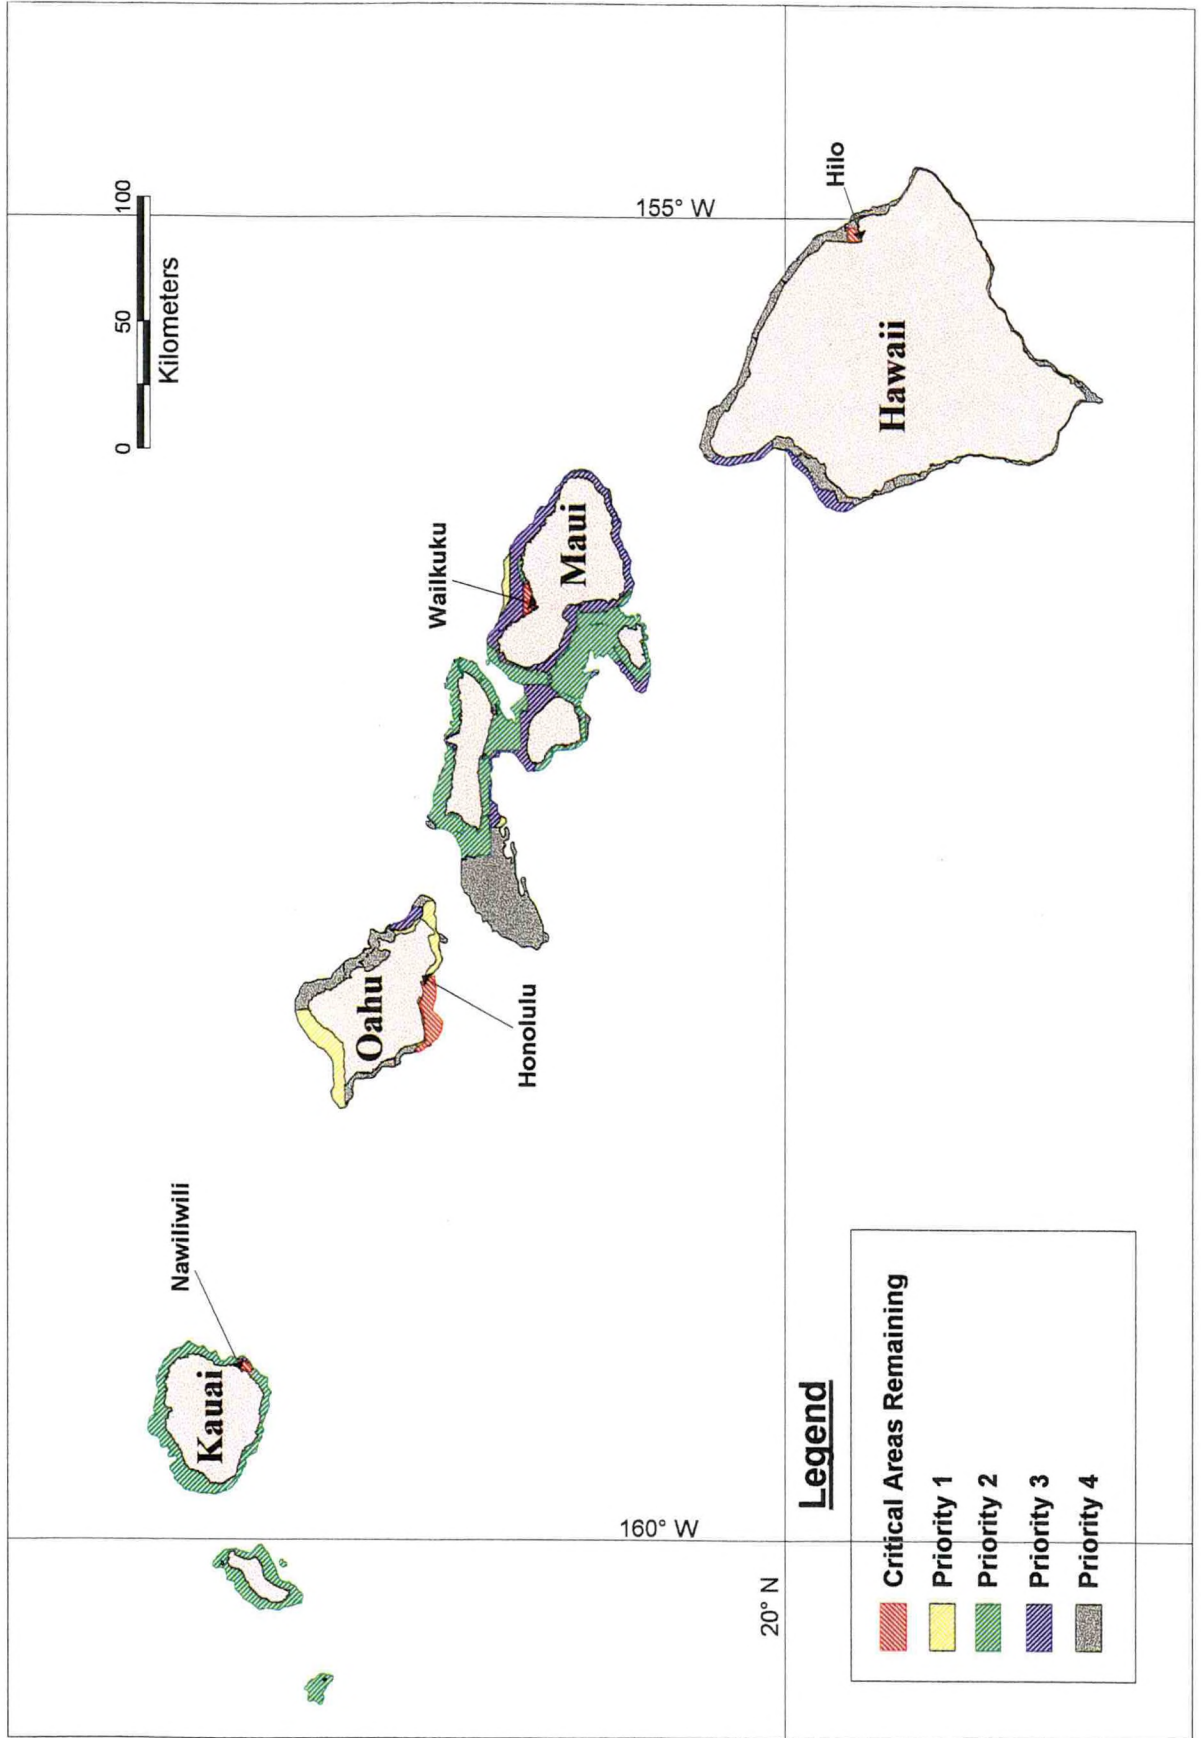 0 50 100
Kilometers
155° W
160° W
20° N
Nawiliwili
Kauai
Oahu
Honolulu
Wailkuku
Maui
Hilo
Hawaii
Legend
Critical Areas Remaining
Priority 1
Priority 2
Priority 3
Priority 4